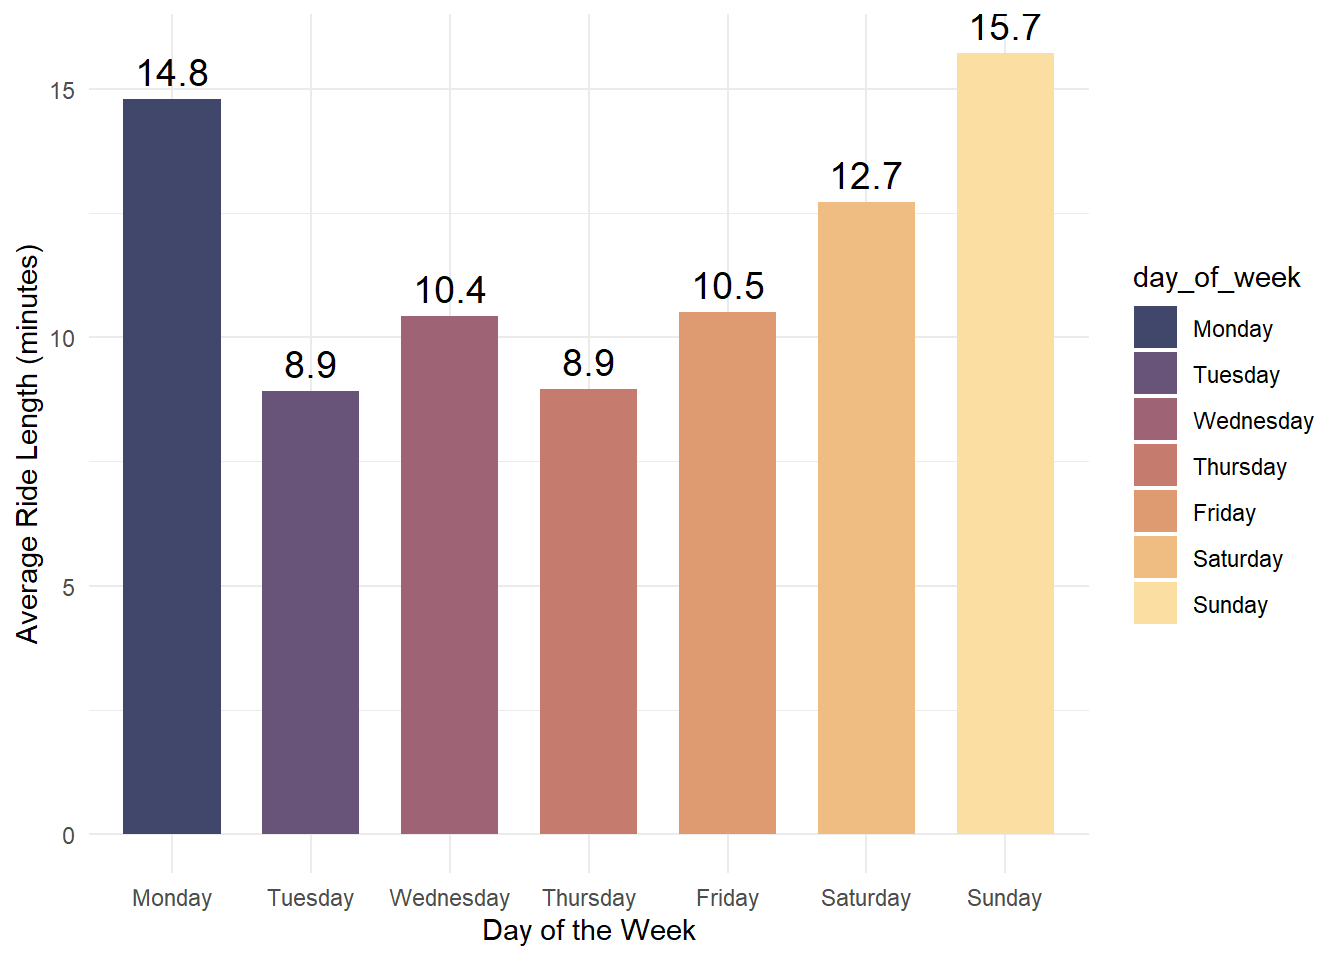 15.7
14.8
12.7
10.5
10.4
8.9
8.9
15
10
5
0
Average Ride Length (minutes)
Monday
Tuesday
Wednesday
Thursday
Friday
Saturday
Sunday
Day of the Week
day_of_week
Monday
Tuesday
Wednesday
Thursday
Friday
Saturday
Sunday